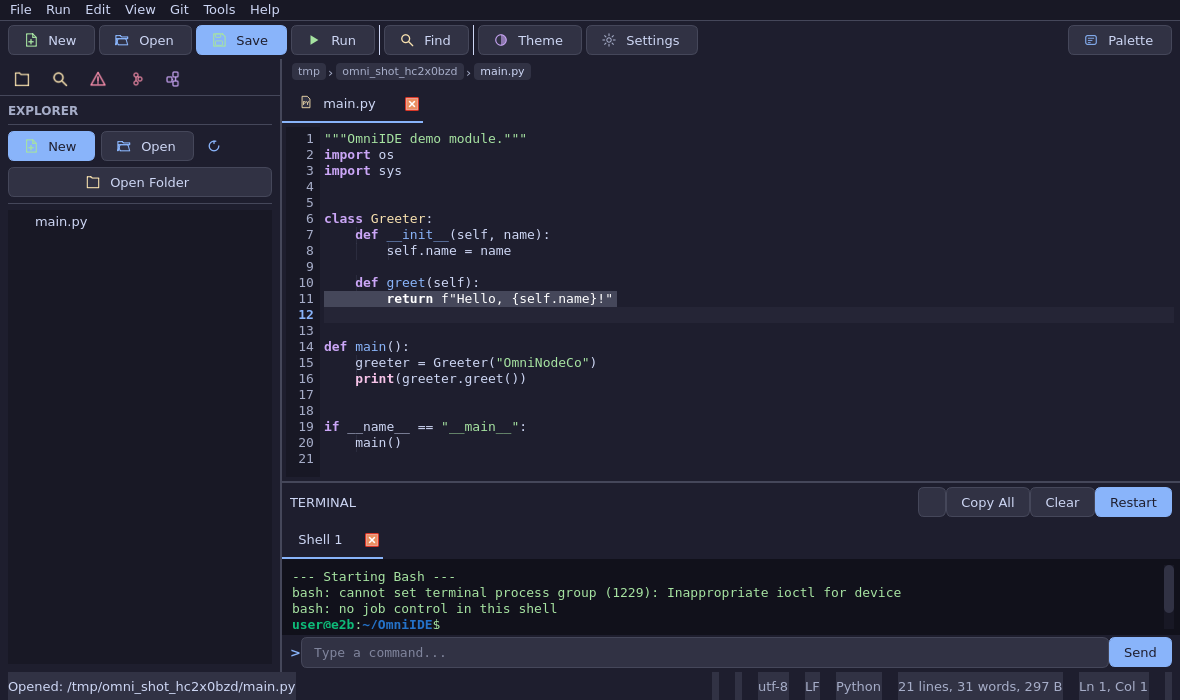 File Run Edit View Git Tools Help
New Open Save Run Find Theme Settings Palette
tmp › omni_shot_hc2x0bzd › main.py
main.py
EXPLORER
New Open
Open Folder
main.py
1 """OmniIDE demo module."""
2 import os
3 import sys
4
5
6 class Greeter:
7     def __init__(self, name):
8         self.name = name
9
10     def greet(self):
11         return f"Hello, {self.name}!"
12
13
14 def main():
15     greeter = Greeter("OmniNodeCo")
16     print(greeter.greet())
17
18
19 if __name__ == "__main__":
20     main()
21
TERMINAL
Copy All Clear Restart
Shell 1
--- Starting Bash ---
bash: cannot set terminal process group (1229): Inappropriate ioctl for device
bash: no job control in this shell
user@e2b:~/OmniIDE$
> Type a command... Send
Opened: /tmp/omni_shot_hc2x0bzd/main.py utf-8 LF Python 21 lines, 31 words, 297 B Ln 1, Col 1